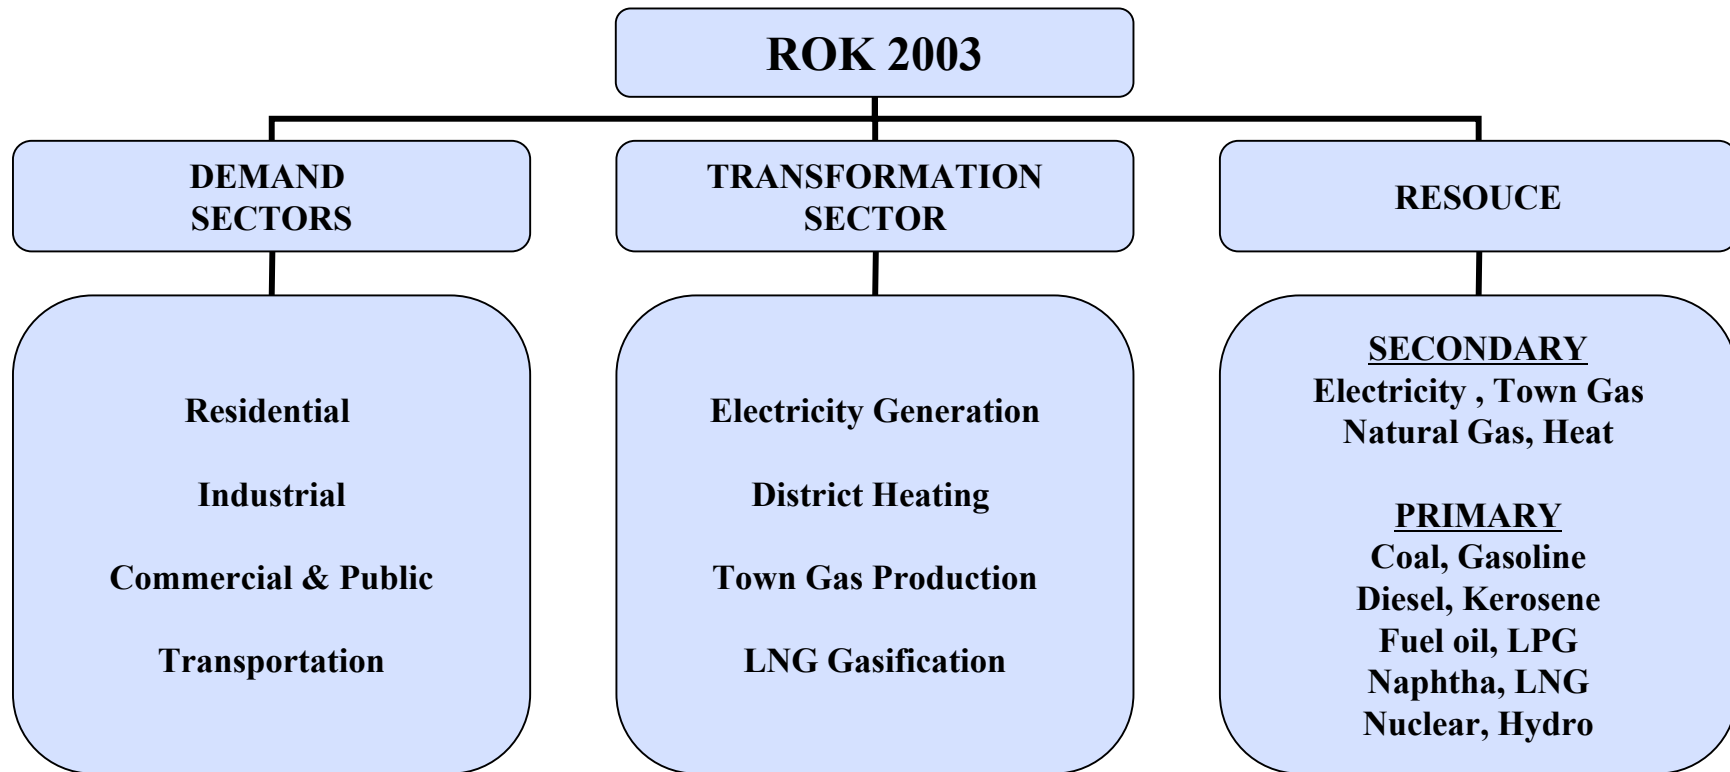 ROK 2003
DEMAND
SECTORS
TRANSFORMATION
SECTOR
RESOUCE
Residential
Industrial
Commercial & Public
Transportation
Electricity Generation
District Heating
Town Gas Production
LNG Gasification
SECONDARY
Electricity , Town Gas
Natural Gas, Heat
PRIMARY
Coal, Gasoline
Diesel, Kerosene
Fuel oil, LPG
Naphtha, LNG
Nuclear, Hydro